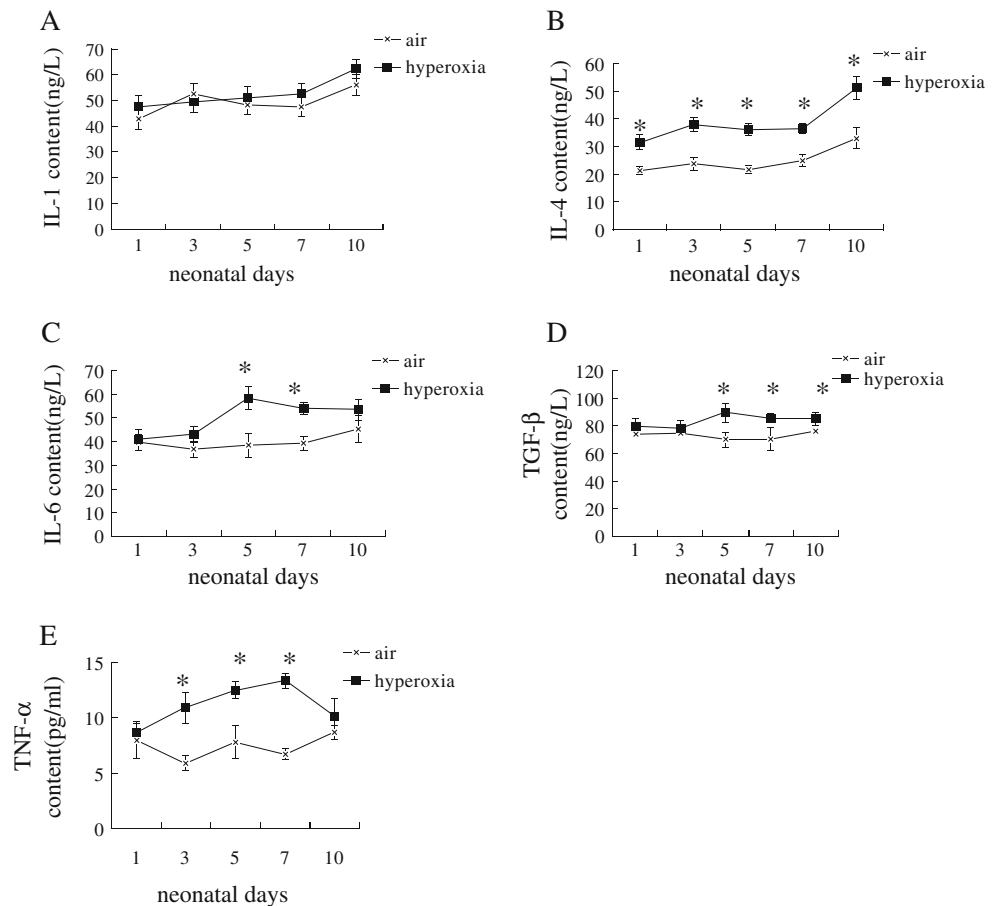 A
air
hyperoxia
IL-1 content(ng/L)
70
60
50
40
30
20
10
0
1 3 5 7 10
neonatal days
B
air
hyperoxia
IL-4 content(ng/L)
60
50
40
30
20
10
0
* * * * *
1 3 5 7 10
neonatal days
C
air
hyperoxia
IL-6 content(ng/L)
70
60
50
40
30
20
10
0
* *
1 3 5 7 10
neonatal days
D
air
hyperoxia
TGF-β
content(ng/L)
120
100
80
60
40
20
0
* * *
1 3 5 7 10
neonatal days
E
air
hyperoxia
TNF-α
content(pg/ml)
15
10
5
0
* * *
1 3 5 7 10
neonatal days